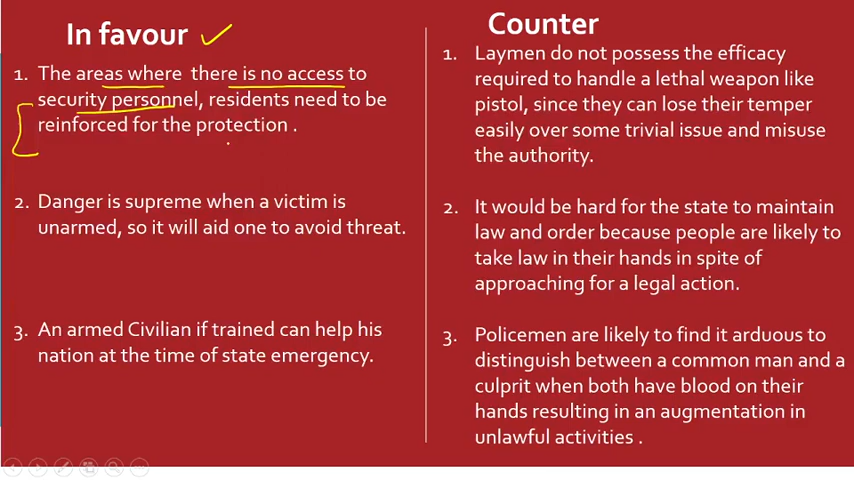 In favour
1. The areas where there is no access to
security personnel, residents need to be
reinforced for the protection .
2. Danger is supreme when a victim is
unarmed, so it will aid one to avoid threat.
3. An armed Civilian if trained can help his
nation at the time of state emergency.
Counter
1. Laymen do not possess the efficacy
required to handle a lethal weapon like
pistol, since they can lose their temper
easily over some trivial issue and misuse
the authority.
2. It would be hard for the state to maintain
law and order because people are likely to
take law in their hands in spite of
approaching for a legal action.
3. Policemen are likely to find it arduous to
distinguish between a common man and a
culprit when both have blood on their
hands resulting in an augmentation in
unlawful activities .